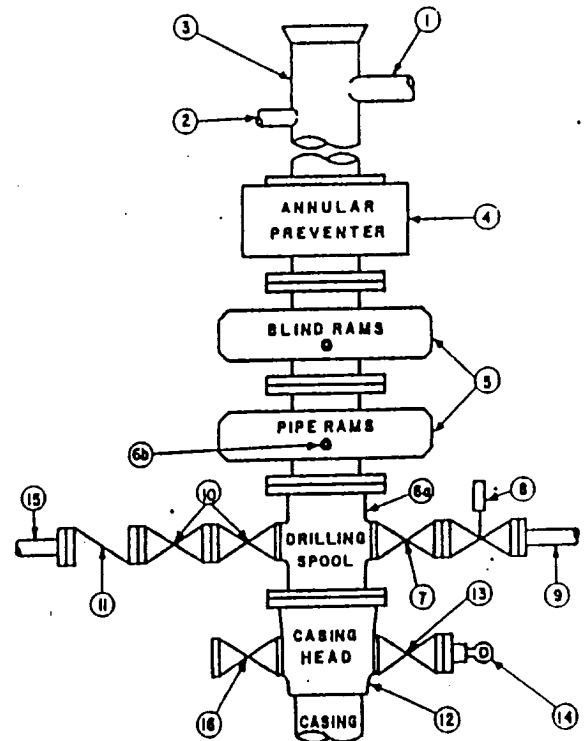 1
3
2
ANNULAR
PREVENTER
4
BLIND RAMS
5
PIPE RAMS
6b
6a
8
15
10
DRILLING
SPOOL
11
7
9
13
CASING
HEAD
16
12
14
CASING